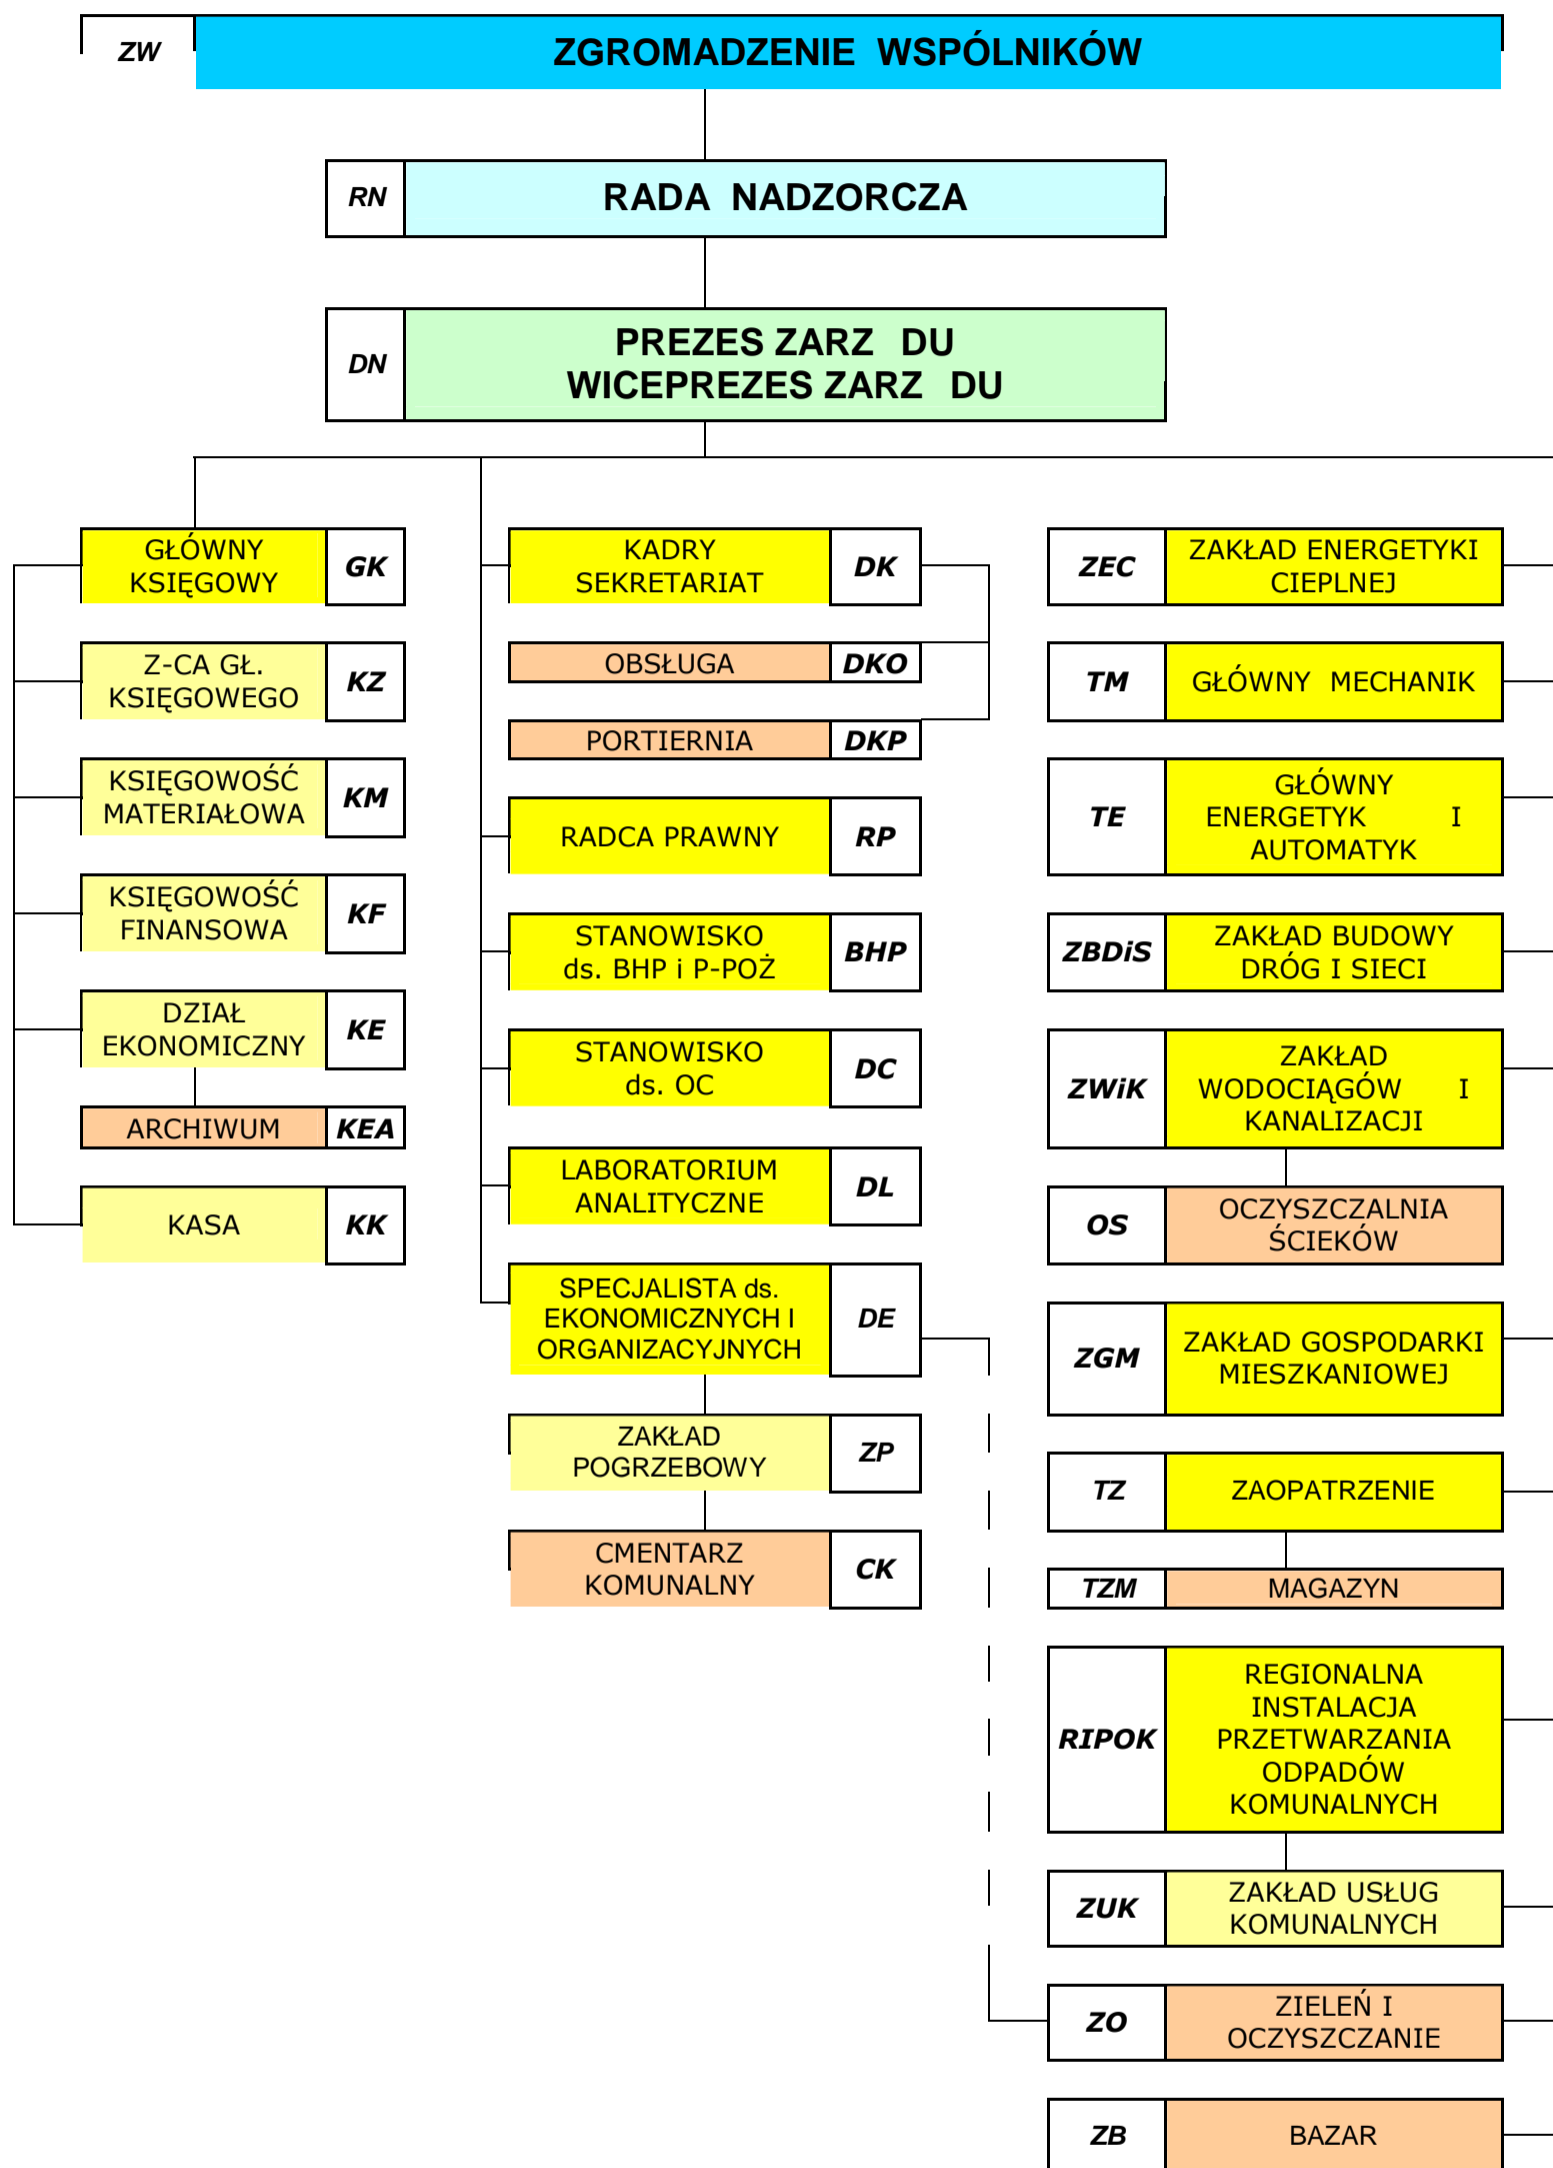 ZW
ZGROMADZENIE WSPÓLNIKÓW
RN
RADA NADZORCZA
DN
PREZES ZARZ DU
WICEPREZES ZARZ DU
GŁÓWNY
KSIĘGOWY
GK
Z-CA GŁ.
KSIĘGOWEGO
KZ
KSIĘGOWOŚĆ
MATERIAŁOWA
KM
KSIĘGOWOŚĆ
FINANSOWA
KF
DZIAŁ
EKONOMICZNY
KE
ARCHIWUM
KEA
KASA
KK
KADRY
SEKRETARIAT
DK
OBSŁUGA
DKO
PORTIERNIA
DKP
RADCA PRAWNY
RP
STANOWISKO
ds. BHP i P-POŻ
BHP
STANOWISKO
ds. OC
DC
LABORATORIUM
ANALITYCZNE
DL
SPECJALISTA ds.
EKONOMICZNYCH I
ORGANIZACYJNYCH
DE
ZAKŁAD
POGRZEBOWY
ZP
CMENTARZ
KOMUNALNY
CK
ZEC
ZAKŁAD ENERGETYKI
CIEPLNEJ
TM
GŁÓWNY MECHANIK
TE
GŁÓWNY
ENERGETYK I
AUTOMATYK
ZBDiS
ZAKŁAD BUDOWY
DRÓG I SIECI
ZWiK
ZAKŁAD
WODOCIĄGÓW I
KANALIZACJI
OS
OCZYSZCZALNIA
ŚCIEKÓW
ZGM
ZAKŁAD GOSPODARKI
MIESZKANIOWEJ
TZ
ZAOPATRZENIE
TZM
MAGAZYN
RIPOK
REGIONALNA
INSTALACJA
PRZETWARZANIA
ODPADÓW
KOMUNALNYCH
ZUK
ZAKŁAD USŁUG
KOMUNALNYCH
ZO
ZIELEŃ I
OCZYSZCZANIE
ZB
BAZAR